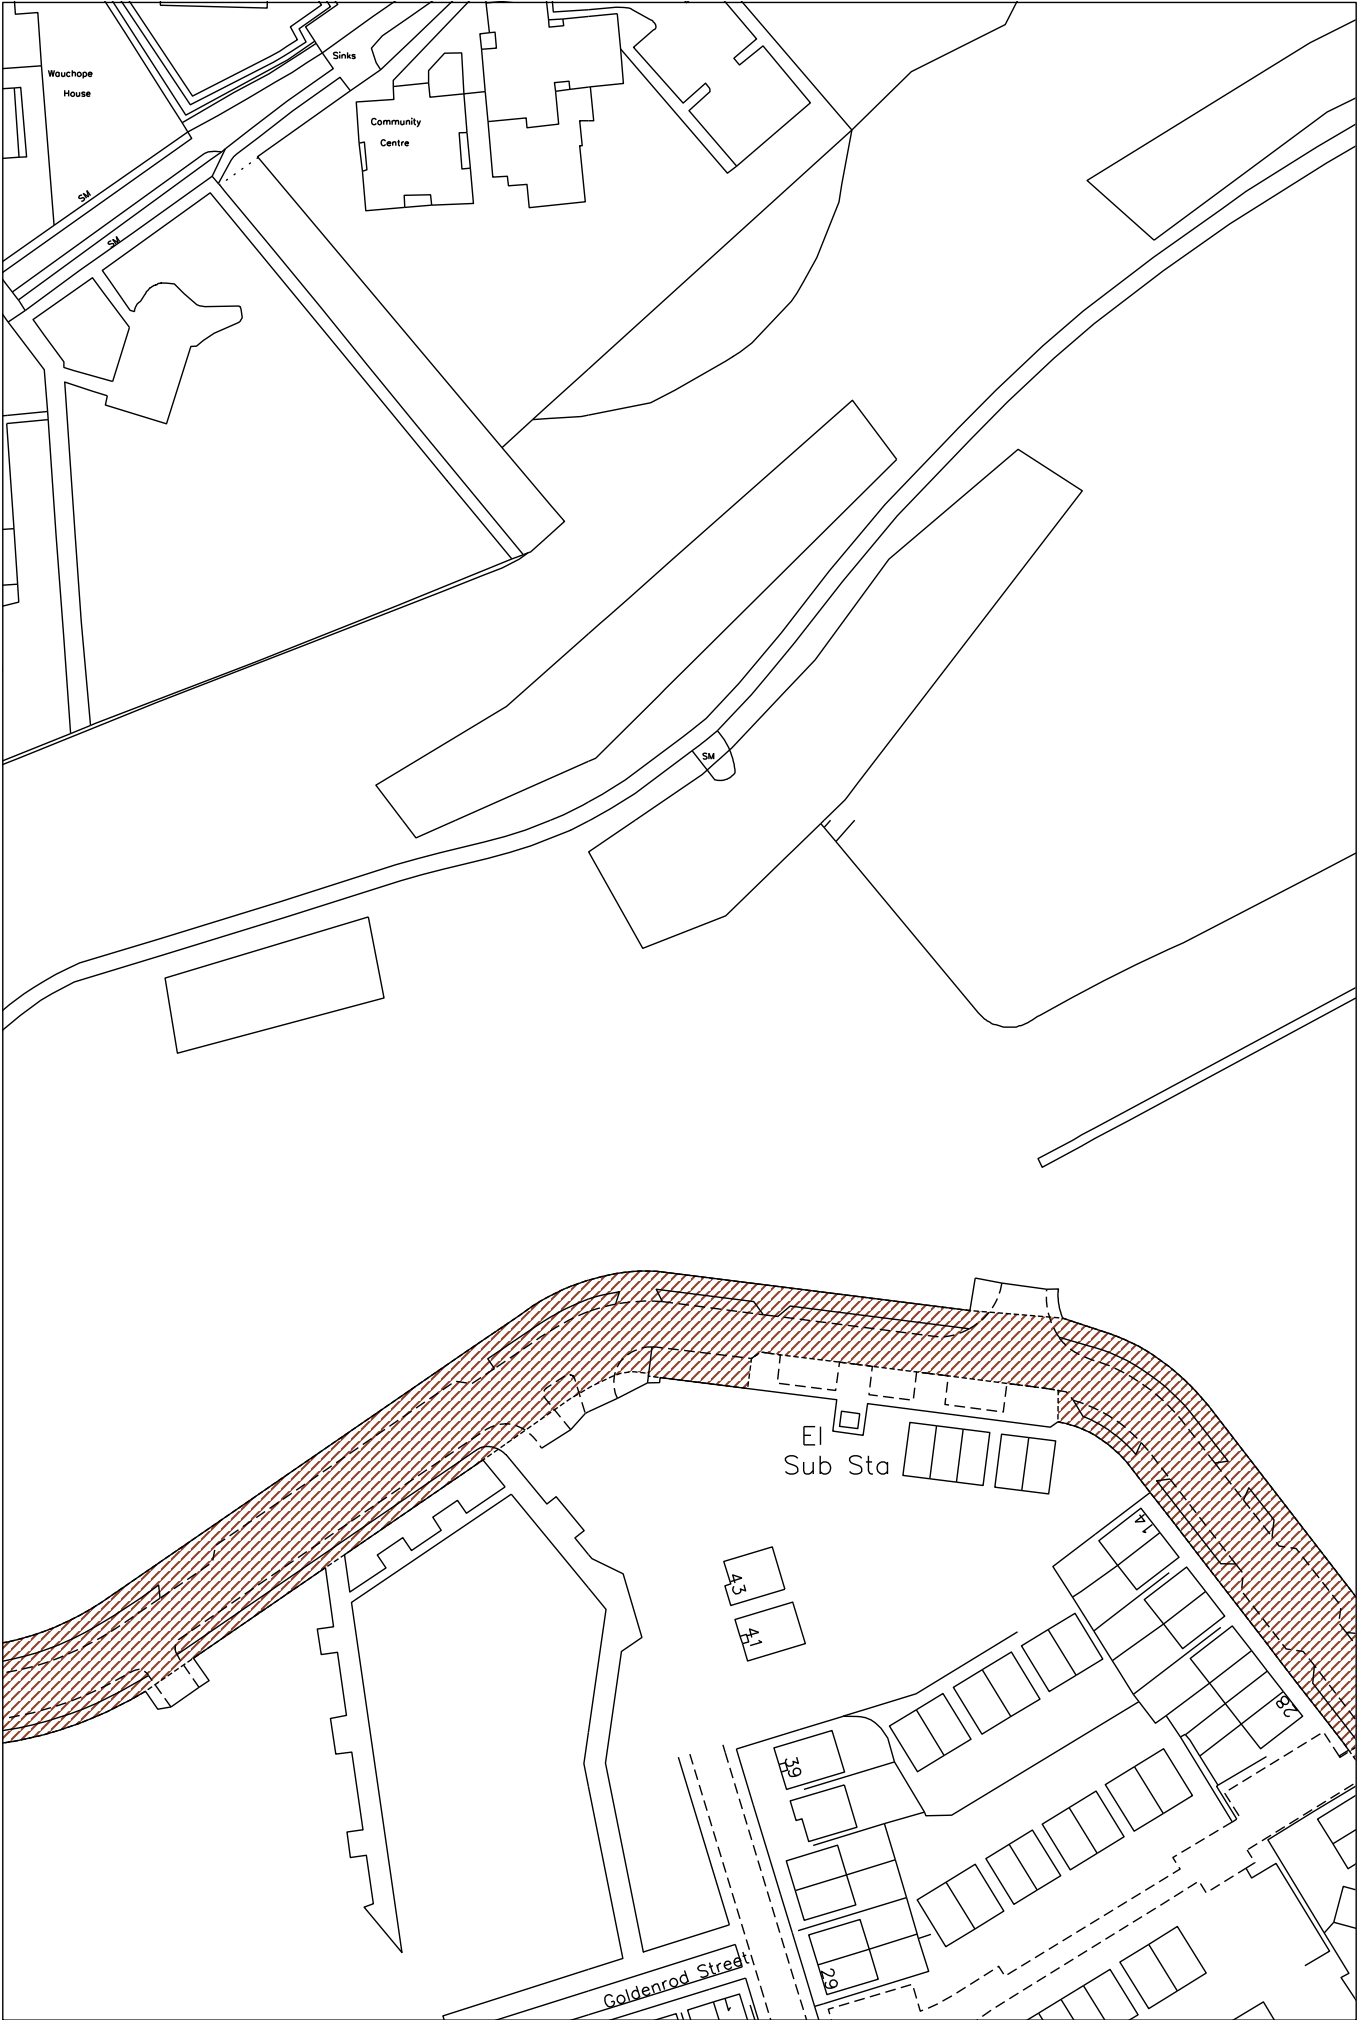 Sinks
Wauchope
House
Community
Centre
SM
SM
SM
El
Sub Sta
14
43
41
28
39
29
Goldenrod Street
1